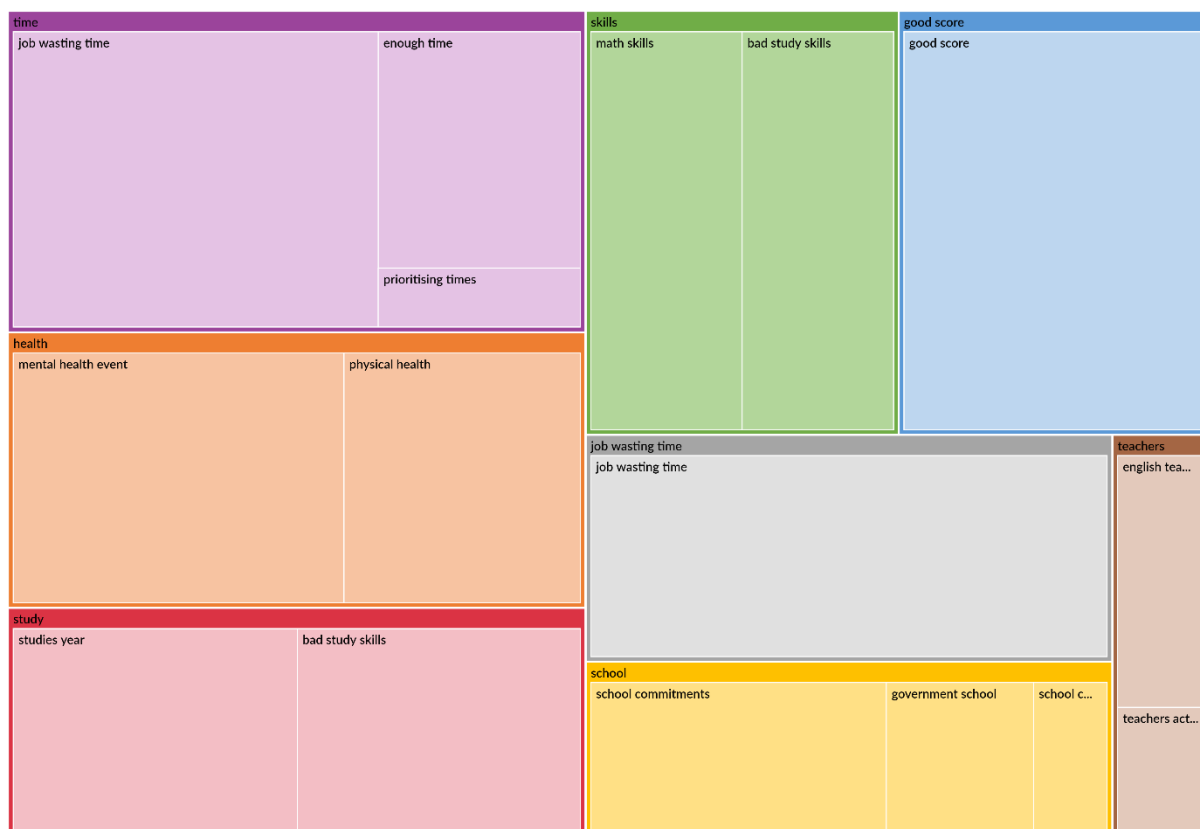 time
job wasting time
enough time
prioritising times
health
mental health event
physical health
study
studies year
bad study skills
skills
math skills
bad study skills
good score
good score
job wasting time
job wasting time
school
school commitments
government school
school c...
teachers
english tea...
teachers act...